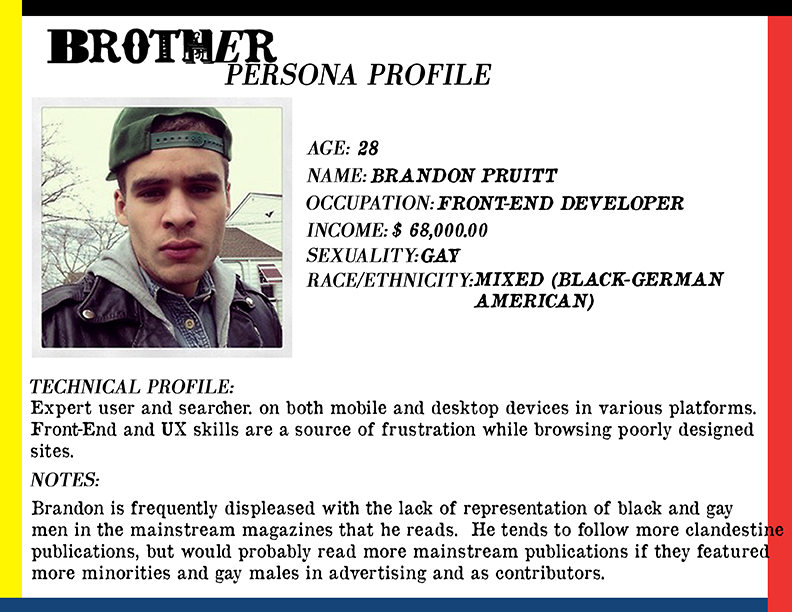 BROTHER
PERSONA PROFILE
AGE: 28
NAME: BRANDON PRUITT
OCCUPATION: FRONT-END DEVELOPER
INCOME: $ 68,000.00
SEXUALITY: GAY
RACE/ETHNICITY: MIXED (BLACK-GERMAN
AMERICAN)
TECHNICAL PROFILE:
Expert user and searcher. on both mobile and desktop devices in various platforms.
Front-End and UX skills are a source of frustration while browsing poorly designed
sites.
NOTES:
Brandon is frequently displeased with the lack of representation of black and gay
men in the mainstream magazines that he reads. He tends to follow more clandestine
publications, but would probably read more mainstream publications if they featured
more minorities and gay males in advertising and as contributors.